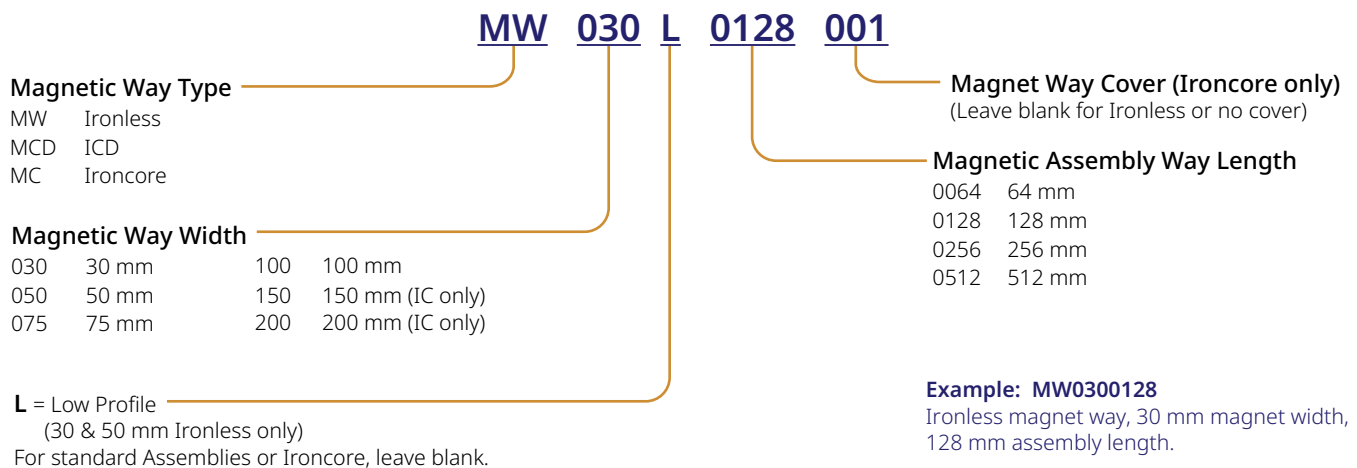 MW 030 L 0128 001
Magnetic Way Type
MW Ironless
MCD ICD
MC Ironcore
Magnetic Way Width
030 30 mm 100 100 mm
050 50 mm 150 150 mm (IC only)
075 75 mm 200 200 mm (IC only)
L = Low Profile
(30 & 50 mm Ironless only)
For standard Assemblies or Ironcore, leave blank.
Magnet Way Cover (Ironcore only)
(Leave blank for Ironless or no cover)
Magnetic Assembly Way Length
0064 64 mm
0128 128 mm
0256 256 mm
0512 512 mm
Example: MW0300128
Ironless magnet way, 30 mm magnet width,
128 mm assembly length.